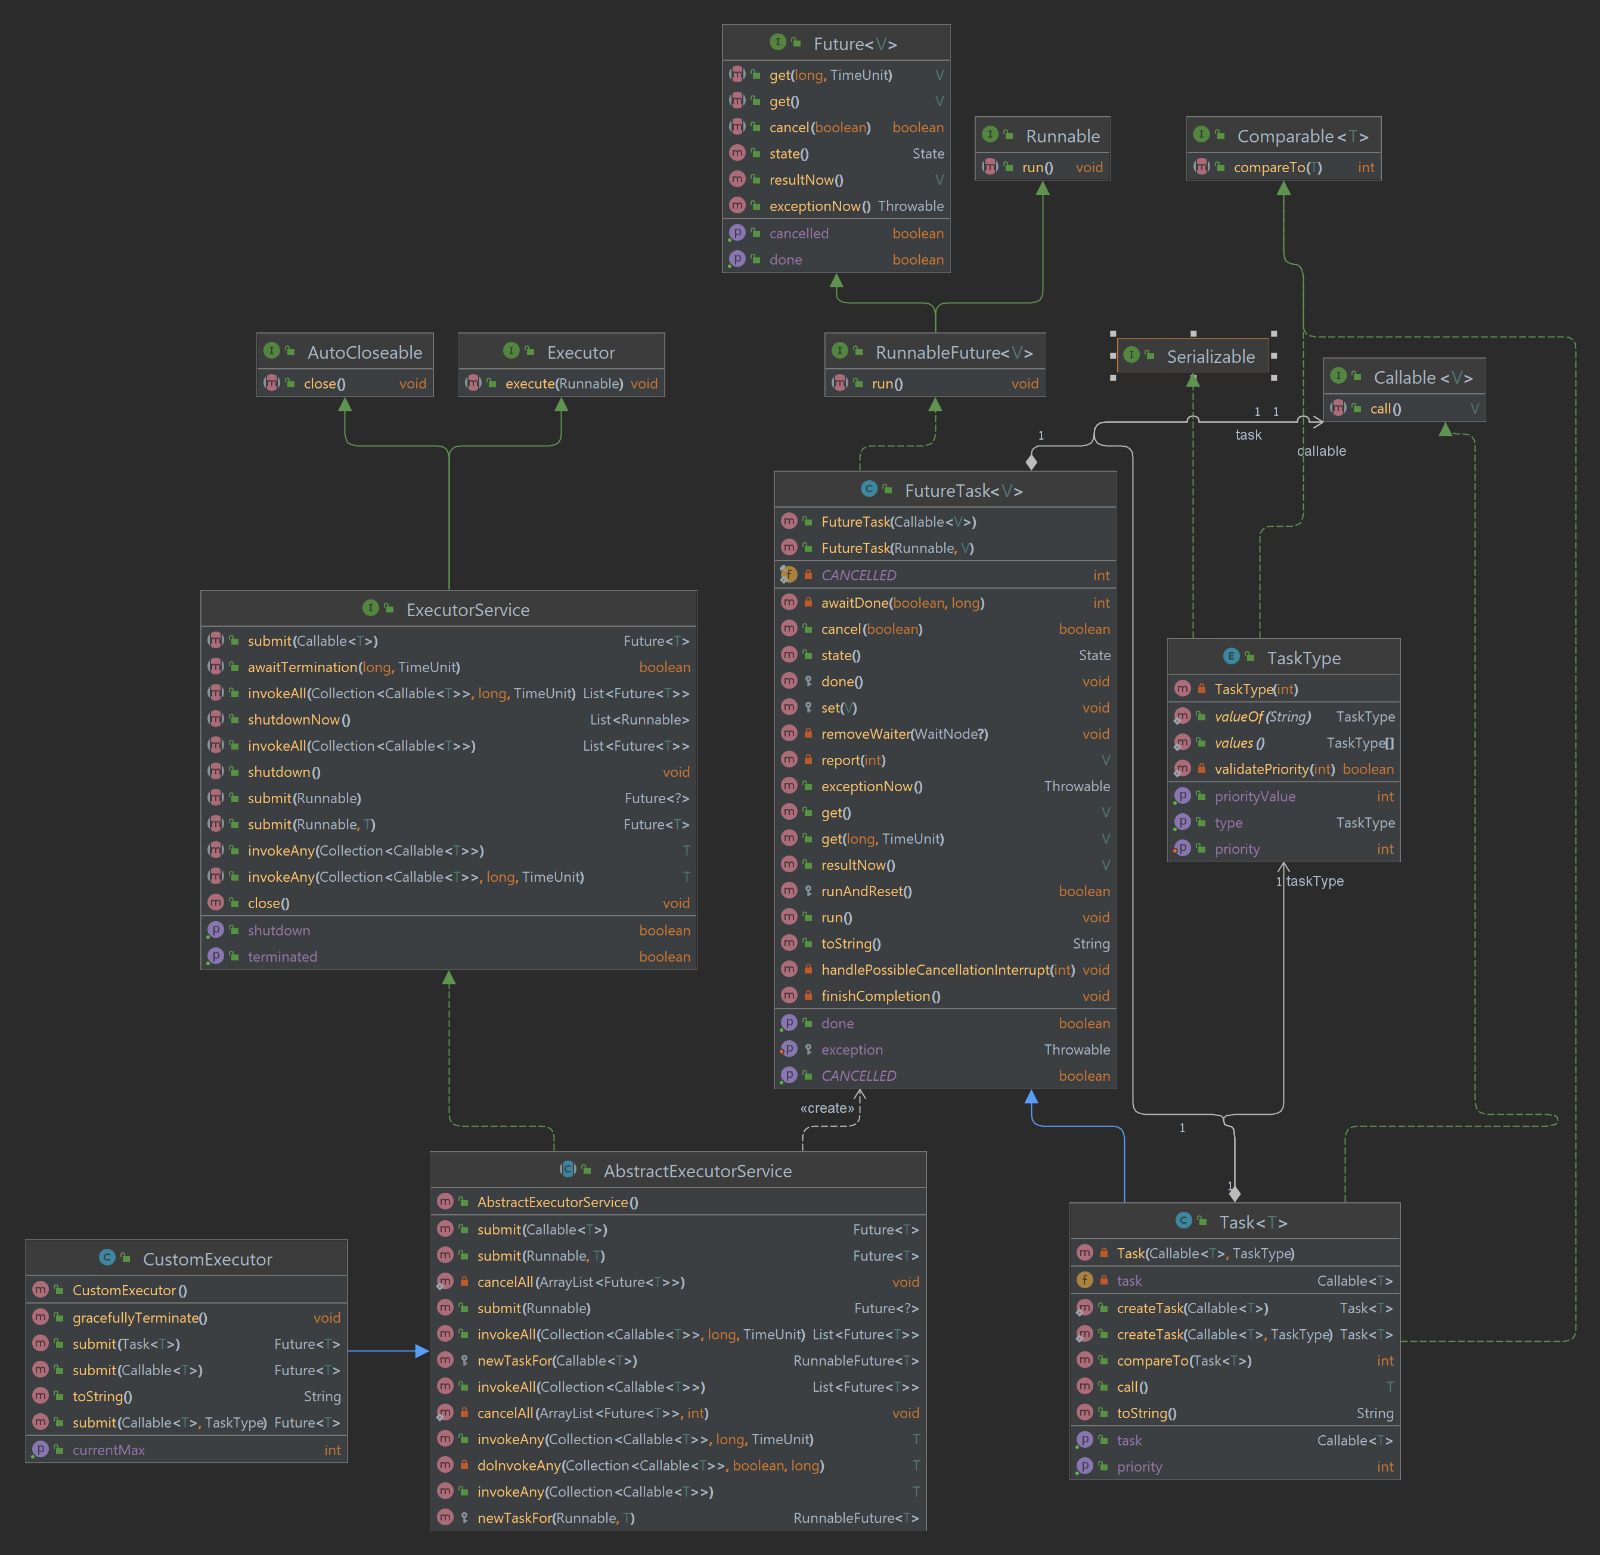 Future<V>
get(long, TimeUnit) V
get() V
cancel(boolean) boolean
state() State
resultNow() V
exceptionNow() Throwable
cancelled boolean
done boolean
Runnable
run() void
Comparable<T>
compareTo(T) int
AutoCloseable
close() void
Executor
execute(Runnable) void
RunnableFuture<V>
run() void
Serializable
Callable<V>
call() V
1
1 1
task
callable
FutureTask<V>
FutureTask(Callable<V>)
FutureTask(Runnable, V)
CANCELLED int
awaitDone(boolean, long) int
cancel(boolean) boolean
state() State
done() void
set(V) void
removeWaiter(WaitNode?) void
report(int) V
exceptionNow() Throwable
get() V
get(long, TimeUnit) V
resultNow() V
runAndReset() boolean
run() void
toString() String
handlePossibleCancellationInterrupt(int) void
finishCompletion() void
done boolean
exception Throwable
CANCELLED boolean
ExecutorService
submit(Callable<T>) Future<T>
awaitTermination(long, TimeUnit) boolean
invokeAll(Collection<Callable<T>>, long, TimeUnit) List<Future<T>>
shutdownNow() List<Runnable>
invokeAll(Collection<Callable<T>>) List<Future<T>>
shutdown() void
submit(Runnable) Future<?>
submit(Runnable, T) Future<T>
invokeAny(Collection<Callable<T>>) T
invokeAny(Collection<Callable<T>>, long, TimeUnit) T
close() void
shutdown boolean
terminated boolean
TaskType
TaskType(int)
valueOf(String) TaskType
values() TaskType[]
validatePriority(int) boolean
priorityValue int
type TaskType
priority int
1 taskType
«create»
1
1
AbstractExecutorService
AbstractExecutorService()
submit(Callable<T>) Future<T>
submit(Runnable, T) Future<T>
cancelAll(ArrayList<Future<T>>) void
submit(Runnable) Future<?>
invokeAll(Collection<Callable<T>>, long, TimeUnit) List<Future<T>>
newTaskFor(Callable<T>) RunnableFuture<T>
invokeAll(Collection<Callable<T>>) List<Future<T>>
cancelAll(ArrayList<Future<T>>, int) void
invokeAny(Collection<Callable<T>>, long, TimeUnit) T
doInvokeAny(Collection<Callable<T>>, boolean, long) T
invokeAny(Collection<Callable<T>>) T
newTaskFor(Runnable, T) RunnableFuture<T>
CustomExecutor
CustomExecutor()
gracefullyTerminate() void
submit(Task<T>) Future<T>
submit(Callable<T>) Future<T>
toString() String
submit(Callable<T>, TaskType) Future<T>
currentMax int
Task<T>
Task(Callable<T>, TaskType)
task Callable<T>
createTask(Callable<T>) Task<T>
createTask(Callable<T>, TaskType) Task<T>
compareTo(Task<T>) int
call() T
toString() String
task Callable<T>
priority int